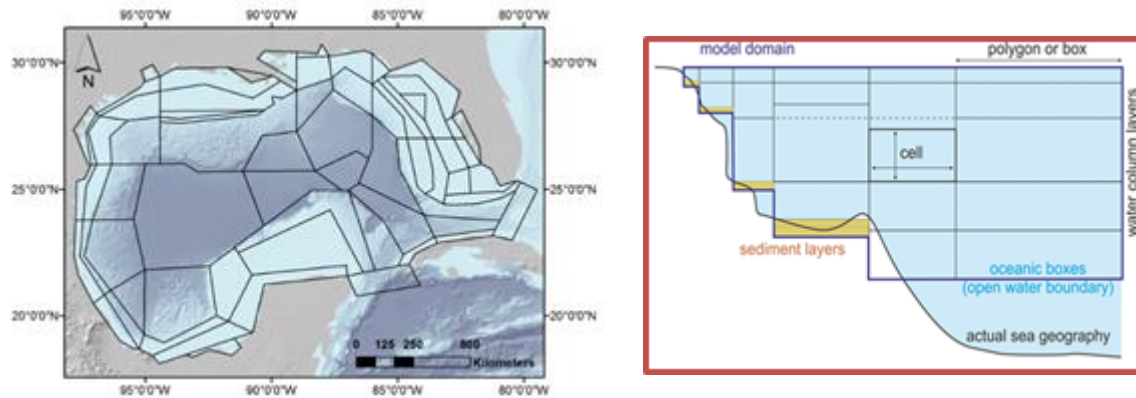 95°0'0"W 90°0'0"W 85°0'0"W 80°0'0"W
30°0'0"N 30°0'0"N
N
25°0'0"N 25°0'0"N
20°0'0"N 20°0'0"N
0 125 250 500
Kilometers
95°0'0"W 90°0'0"W 85°0'0"W 80°0'0"W
model domain polygon or box
cell
water column layers
sediment layers
oceanic boxes
(open water boundary)
actual sea geography